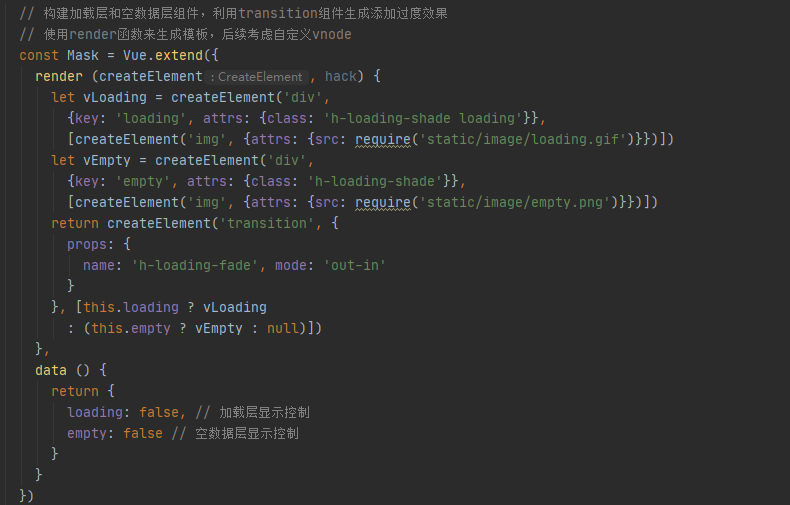 // 构建加载层和空数据层组件，利用transition组件生成添加过度效果
// 使用render函数来生成模板，后续考虑自定义vnode
const Mask = Vue.extend({
  render (createElement : CreateElement , hack) {
    let vLoading = createElement('div',
      {key: 'loading', attrs: {class: 'h-loading-shade loading'}},
      [createElement('img', {attrs: {src: require('static/image/loading.gif')}})])
    let vEmpty = createElement('div',
      {key: 'empty', attrs: {class: 'h-loading-shade'}},
      [createElement('img', {attrs: {src: require('static/image/empty.png')}})])
    return createElement('transition', {
      props: {
        name: 'h-loading-fade', mode: 'out-in'
      }
    }, [this.loading ? vLoading
      : (this.empty ? vEmpty : null)])
  },
  data () {
    return {
      loading: false, // 加载层显示控制
      empty: false // 空数据层显示控制
    }
  }
})